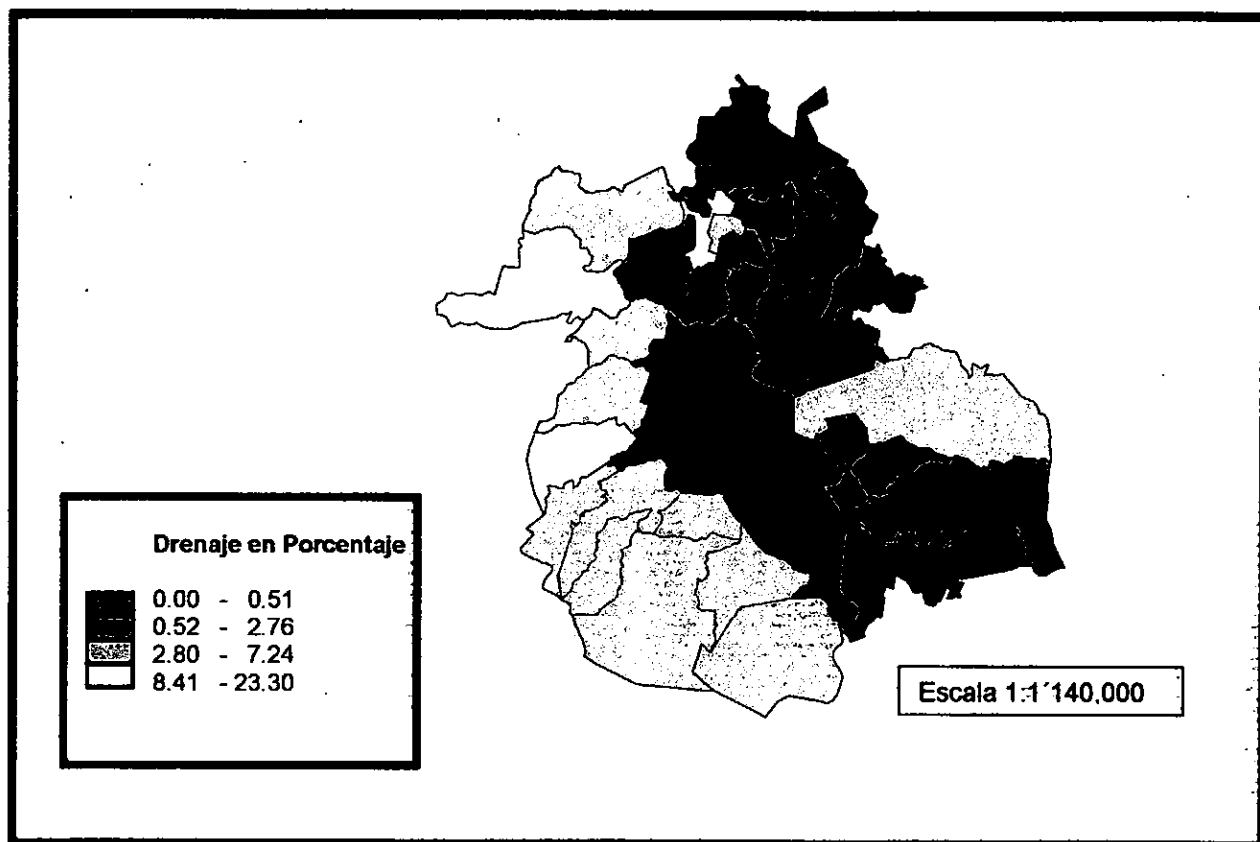 Drenaje en Porcentaje
0.00 - 0.51
0.52 - 2.76
2.80 - 7.24
8.41 - 23.30
Escala 1:1´140,000